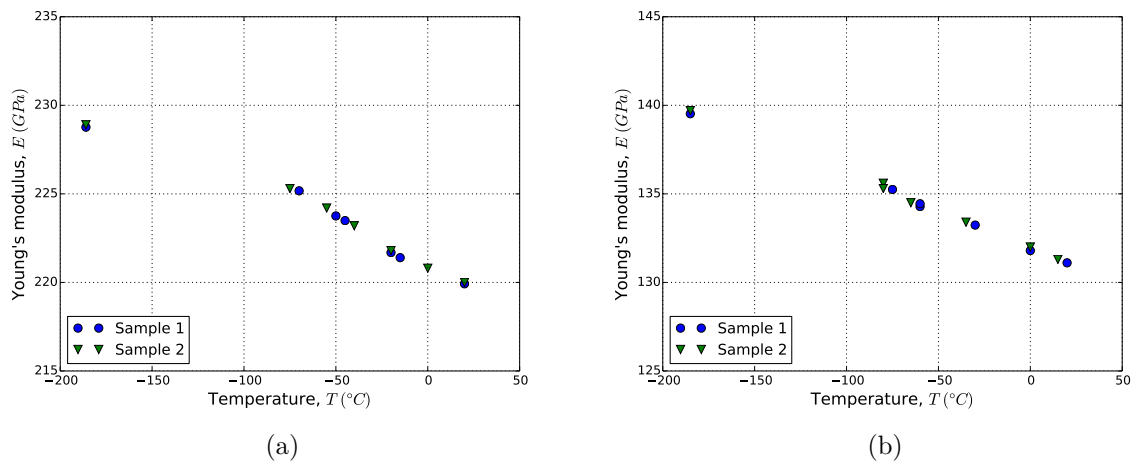 235
230
225
220
215
Young's modulus, E (GPa)
−200 −150 −100 −50 0 50
Temperature, T (°C)
Sample 1
Sample 2
(a)
145
140
135
130
125
Young's modulus, E (GPa)
−200 −150 −100 −50 0 50
Temperature, T (°C)
Sample 1
Sample 2
(b)